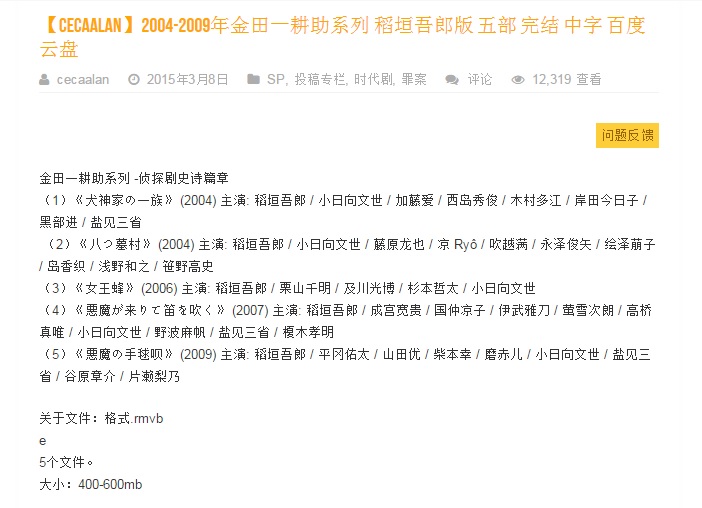 【CECAALAN】2004-2009年金田一耕助系列 稻垣吾郎版 五部 完结 中字 百度
云盘
cecaalan 2015年3月8日 SP, 投稿专栏, 时代剧, 罪案 评论 12,319 查看
问题反馈
金田一耕助系列 -侦探剧史诗篇章
（1）《犬神家の一族》 (2004) 主演: 稻垣吾郎 / 小日向文世 / 加藤爱 / 西岛秀俊 / 木村多江 / 岸田今日子 /
黑部进 / 盐见三省
（2）《八つ墓村》 (2004) 主演: 稻垣吾郎 / 小日向文世 / 藤原龙也 / 凉 Ryô / 吹越满 / 永泽俊矢 / 绘泽萠子
/ 岛香织 / 浅野和之 / 笹野高史
（3）《女王蜂》 (2006) 主演: 稻垣吾郎 / 栗山千明 / 及川光博 / 杉本哲太 / 小日向文世
（4）《悪魔が来りて笛を吹く》 (2007) 主演: 稻垣吾郎 / 成宫宽贵 / 国仲凉子 / 伊武雅刀 / 萤雪次朗 / 高桥
真唯 / 小日向文世 / 野波麻帆 / 盐见三省 / 榎木孝明
（5）《悪魔の手毬呗》 (2009) 主演: 稻垣吾郎 / 平冈佑太 / 山田优 / 柴本幸 / 磨赤儿 / 小日向文世 / 盐见三
省 / 谷原章介 / 片濑梨乃
关于文件：格式.rmvb
e
5个文件。
大小：400-600mb